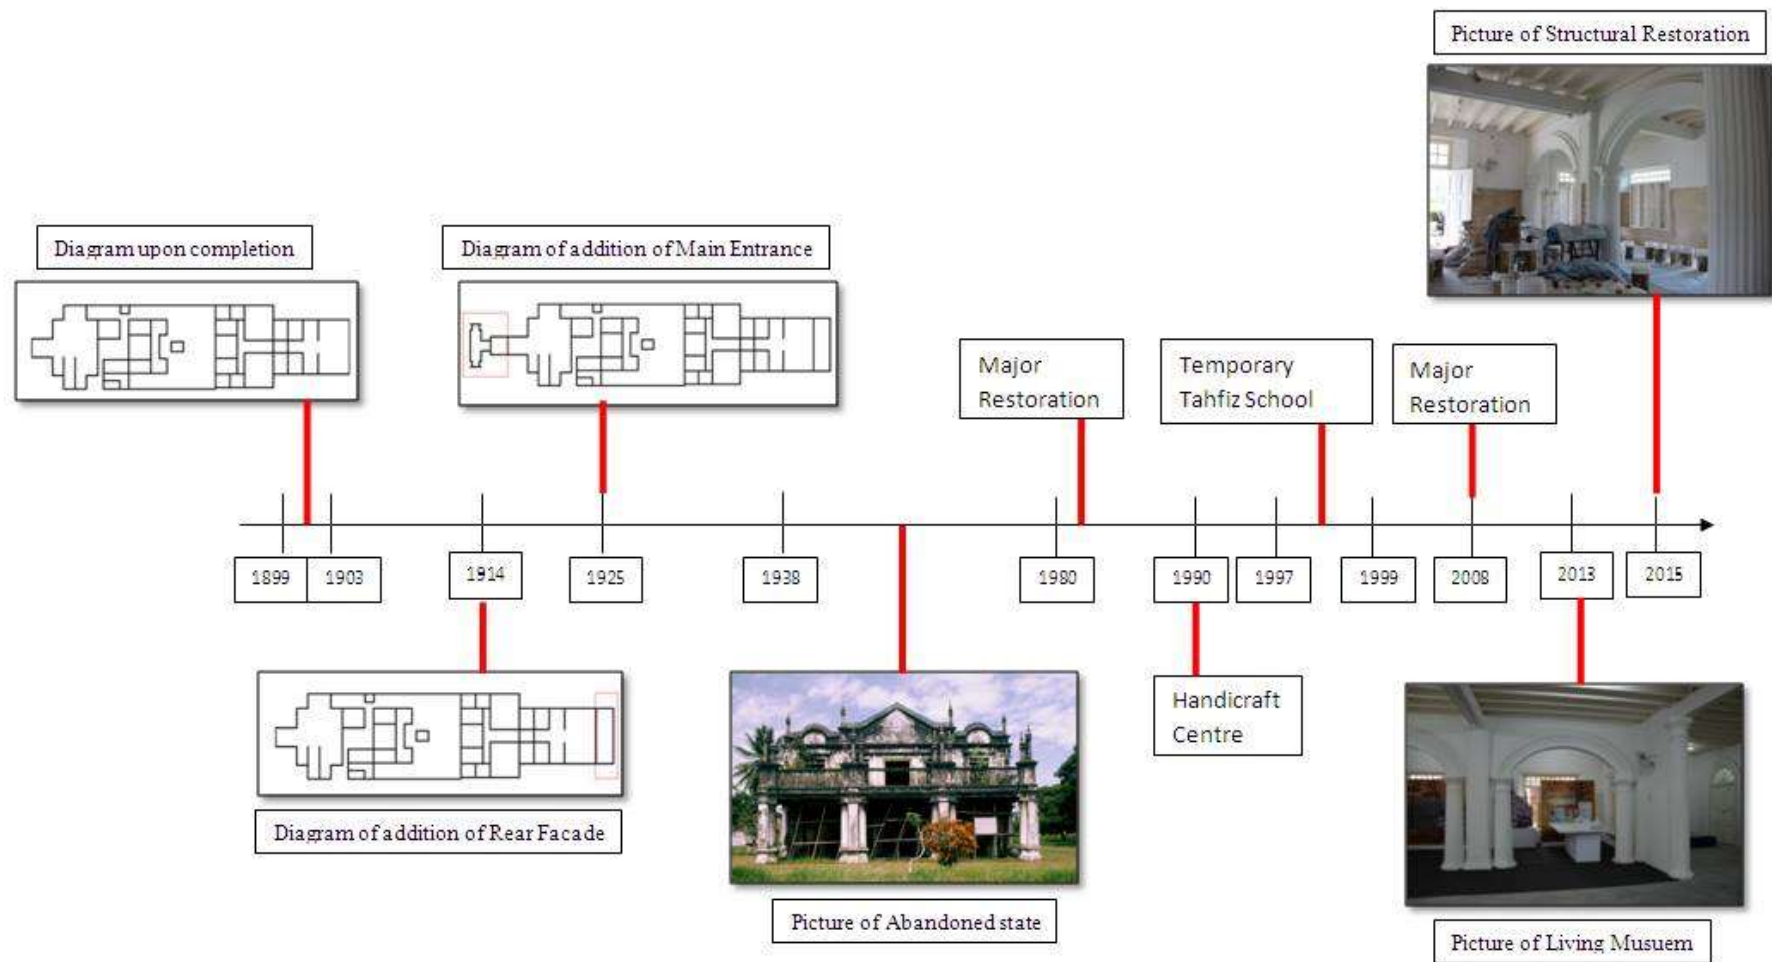 Picture of Structural Restoration
Diagram upon completion
Diagram of addition of Main Entrance
Major
Restoration
Temporary
Tahfiz School
Major
Restoration
1899
1903
1914
1925
1938
1980
1990
1997
1999
2008
2013
2015
Handicraft
Centre
Diagram of addition of Rear Facade
Picture of Abandoned state
Picture of Living Musuem